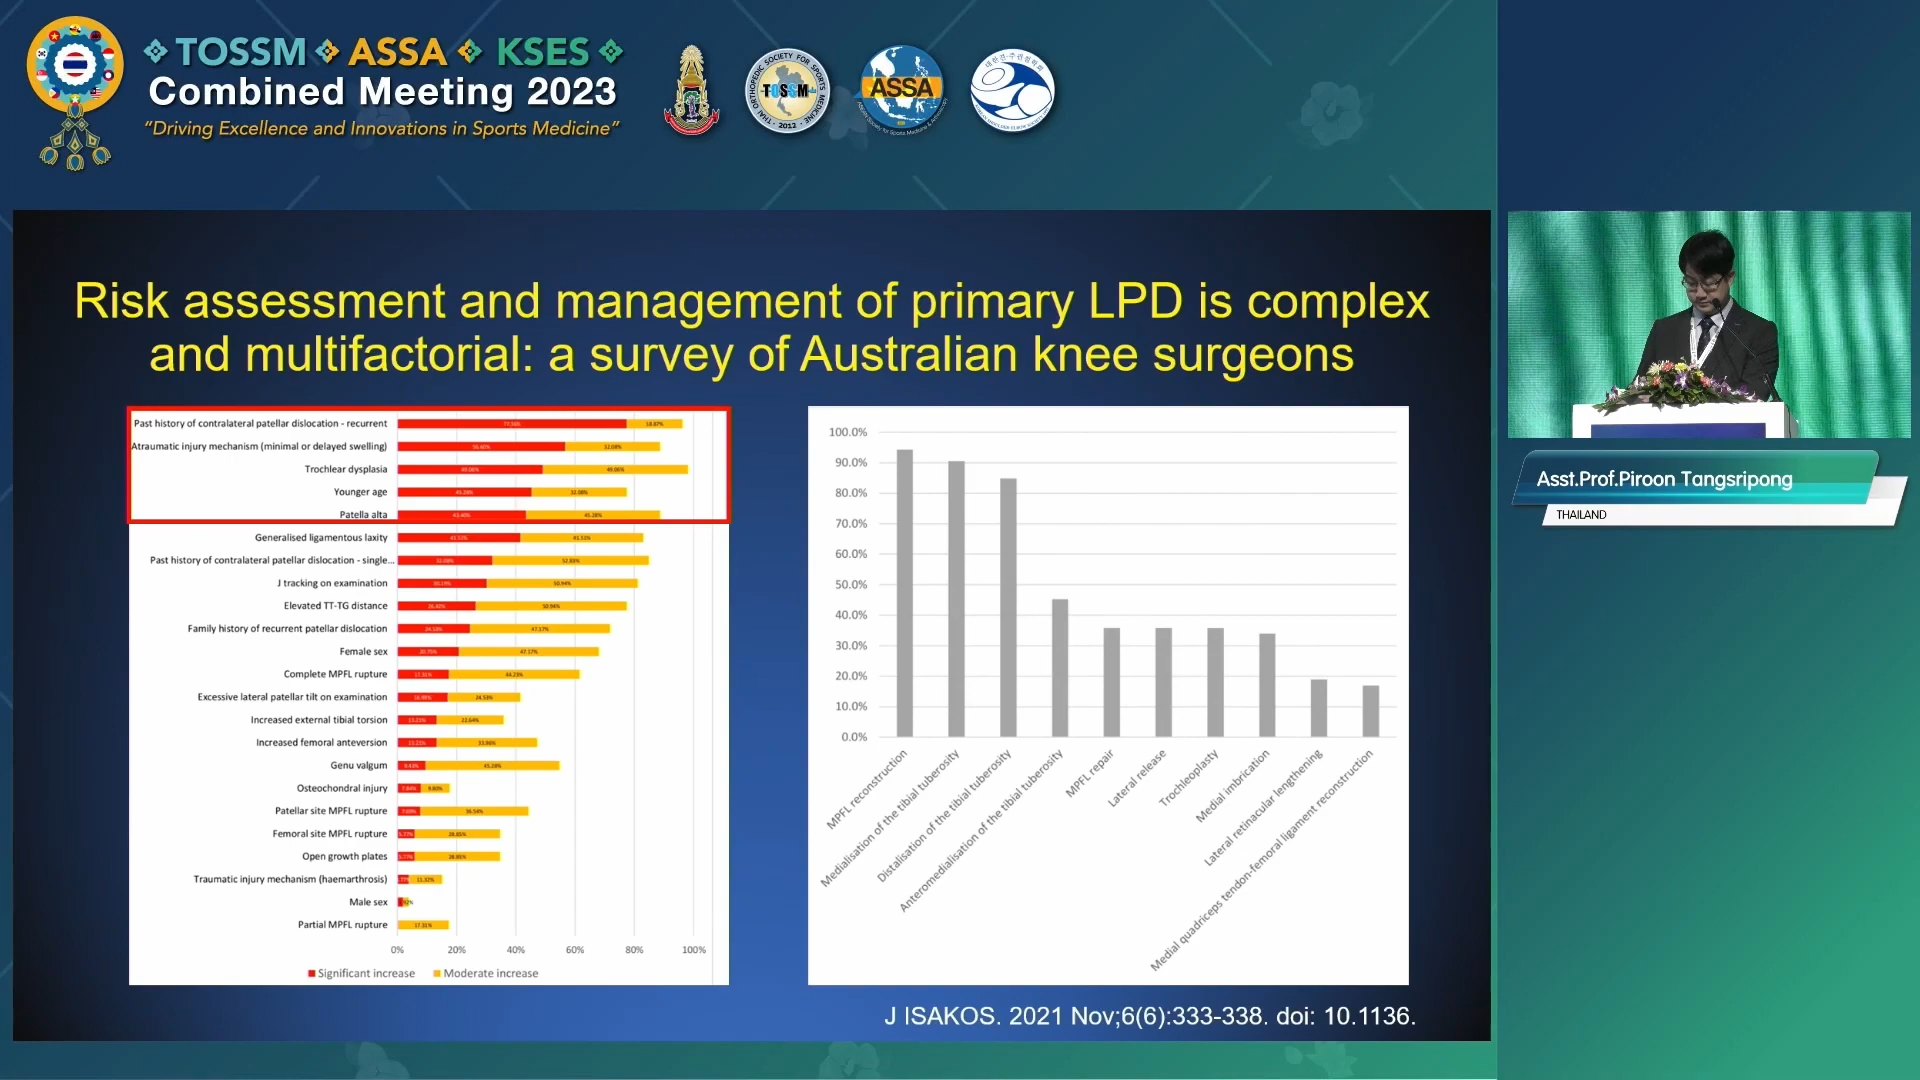 TOSSM ASSA KSES
Combined Meeting 2023
"Driving Excellence and Innovations in Sports Medicine"
THAI ORTHOPEDIC SOCIETY FOR SPORTS MEDICINE
TOSSM
2012
ASSA
Risk assessment and management of primary LPD is complex
and multifactorial: a survey of Australian knee surgeons
Past history of contralateral patellar dislocation - recurrent
Atraumatic injury mechanism (minimal or delayed swelling)
Trochlear dysplasia
Younger age
Patella alta
Generalised ligamentous laxity
Past history of contralateral patellar dislocation - single...
J tracking on examination
Elevated TT-TG distance
Family history of recurrent patellar dislocation
Female sex
Complete MPFL rupture
Excessive lateral patellar tilt on examination
Increased external tibial torsion
Increased femoral anteversion
Genu valgum
Osteochondral injury
Patellar site MPFL rupture
Femoral site MPFL rupture
Open growth plates
Traumatic injury mechanism (haemarthrosis)
Male sex
Partial MPFL rupture
0% 20% 40% 60% 80% 100%
Significant increase Moderate increase
100.0%
90.0%
80.0%
70.0%
60.0%
50.0%
40.0%
30.0%
20.0%
10.0%
0.0%
MPFL reconstruction
Medialisation of the tibial tuberosity
Distalisation of the tibial tuberosity
Anteromedialisation of the tibial tuberosity
MPFL repair
Lateral release
Trochleoplasty
Medial imbrication
Lateral retinacular lengthening
Medial quadriceps tendon-femoral ligament reconstruction
J ISAKOS. 2021 Nov;6(6):333-338. doi: 10.1136.
Asst.Prof.Piroon Tangsripong
THAILAND